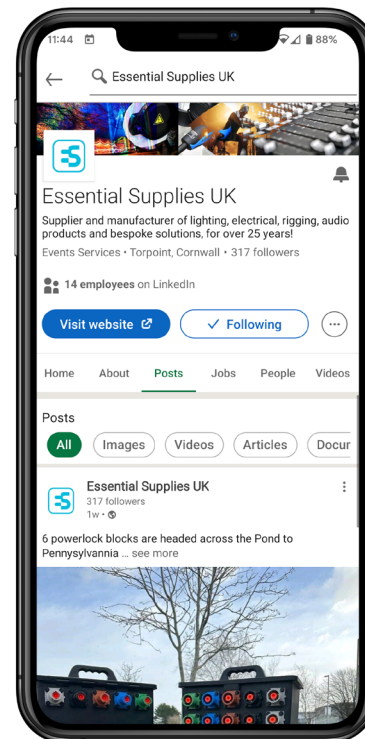 11:44
88%
Essential Supplies UK
Essential Supplies UK
Supplier and manufacturer of lighting, electrical, rigging, audio
products and bespoke solutions, for over 25 years!
Events Services • Torpoint, Cornwall • 317 followers
14 employees on LinkedIn
Visit website
Following
Home About Posts Jobs People Videos
Posts
All Images Videos Articles Docur
Essential Supplies UK
317 followers
1w •
6 powerlock blocks are headed across the Pond to
Pennysylvannia ... see more